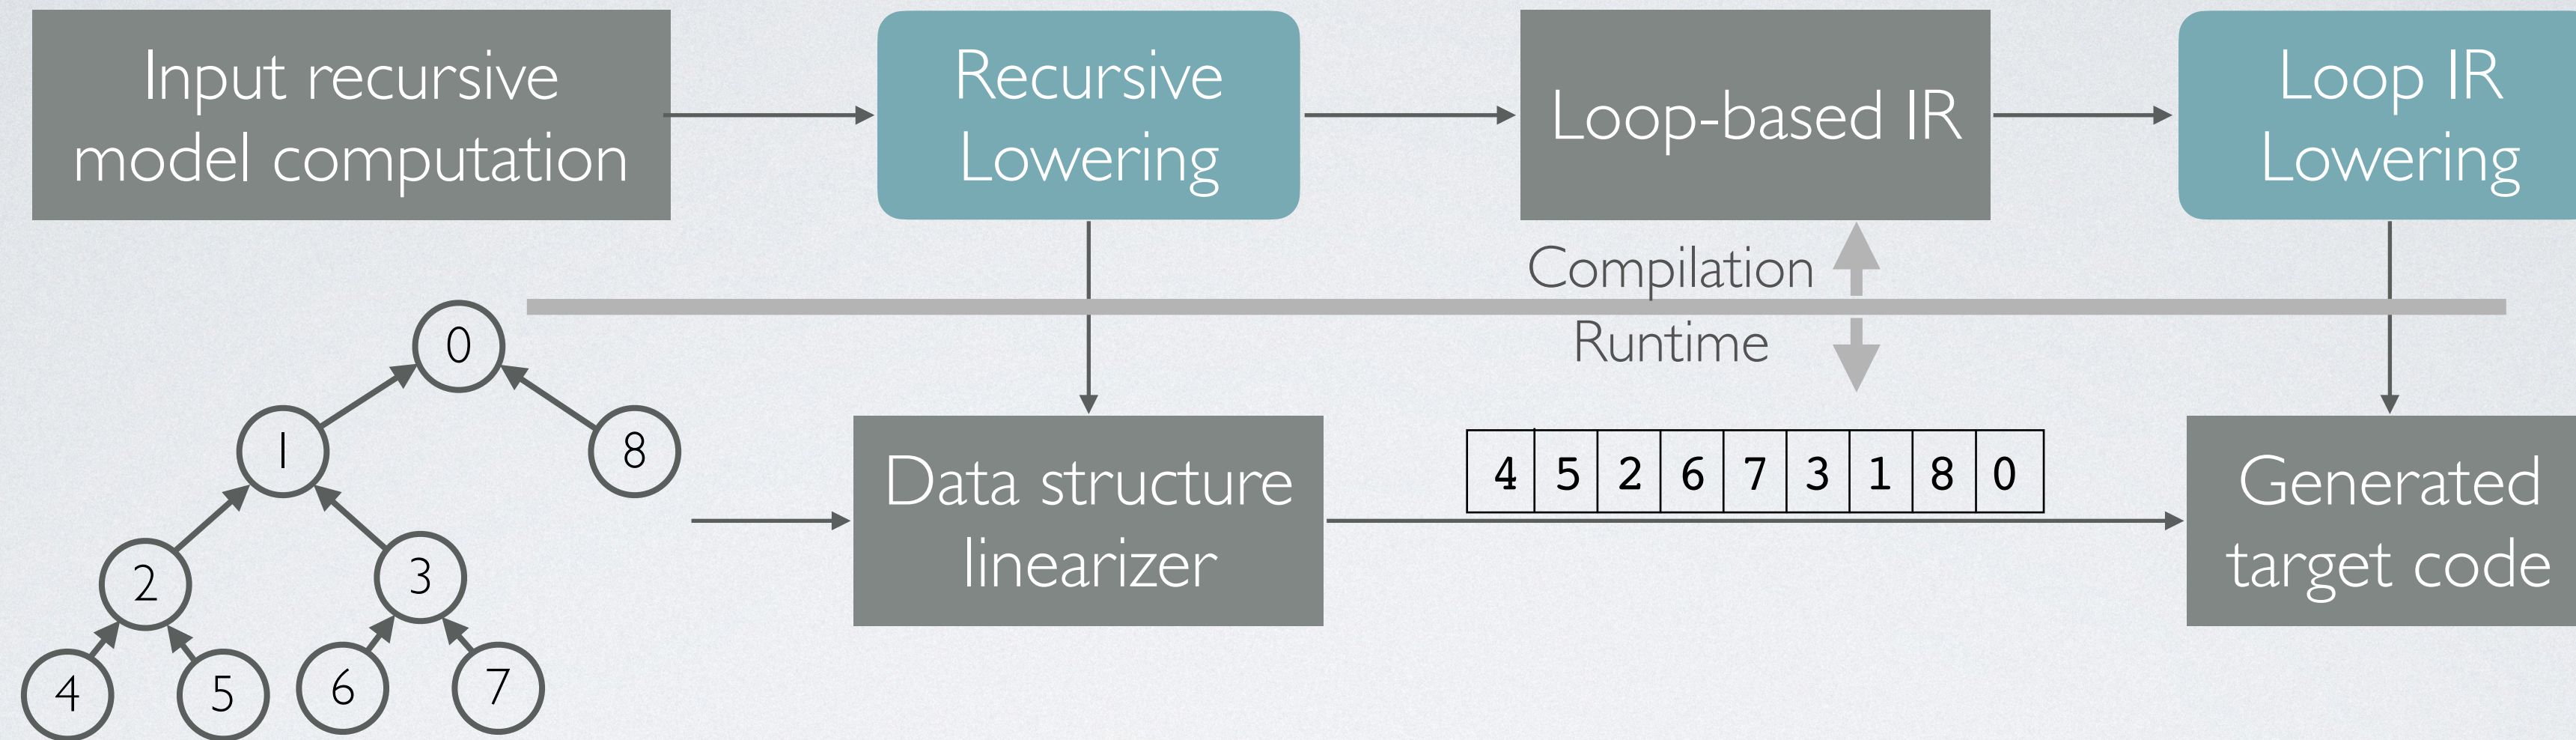 Input recursive
model computation
Recursive
Lowering
Loop-based IR
Loop IR
Lowering
Compilation
Runtime
0
1
8
2
3
4
5
6
7
Data structure
linearizer
4 5 2 6 7 3 1 8 0
Generated
target code